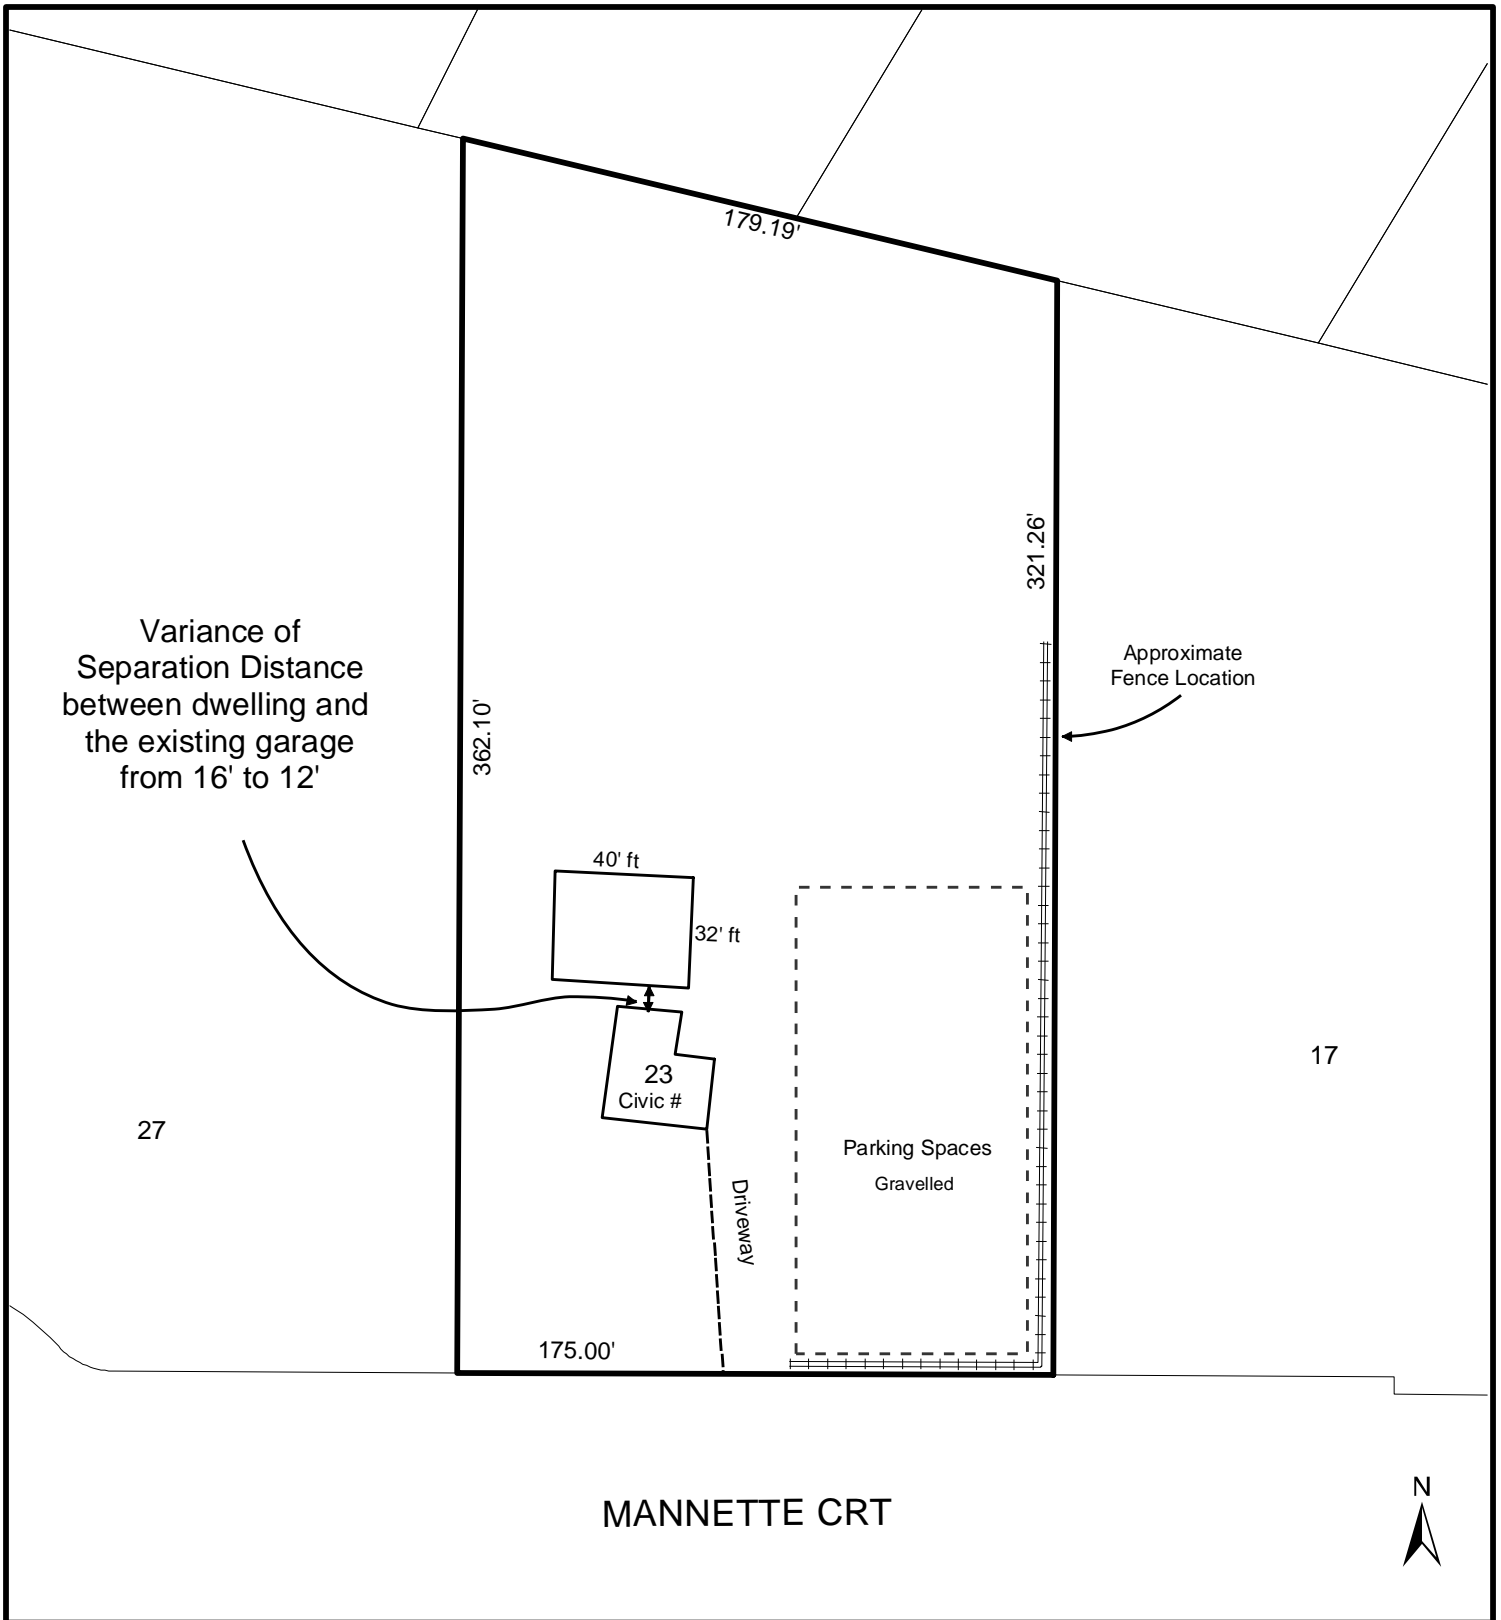 179.19'
321.26'
Variance of
Separation Distance
between dwelling and
the existing garage
from 16' to 12'
Approximate
Fence Location
362.10'
40' ft
32' ft
17
23
Civic #
27
Parking Spaces
Gravelled
Driveway
175.00'
N
MANNETTE CRT